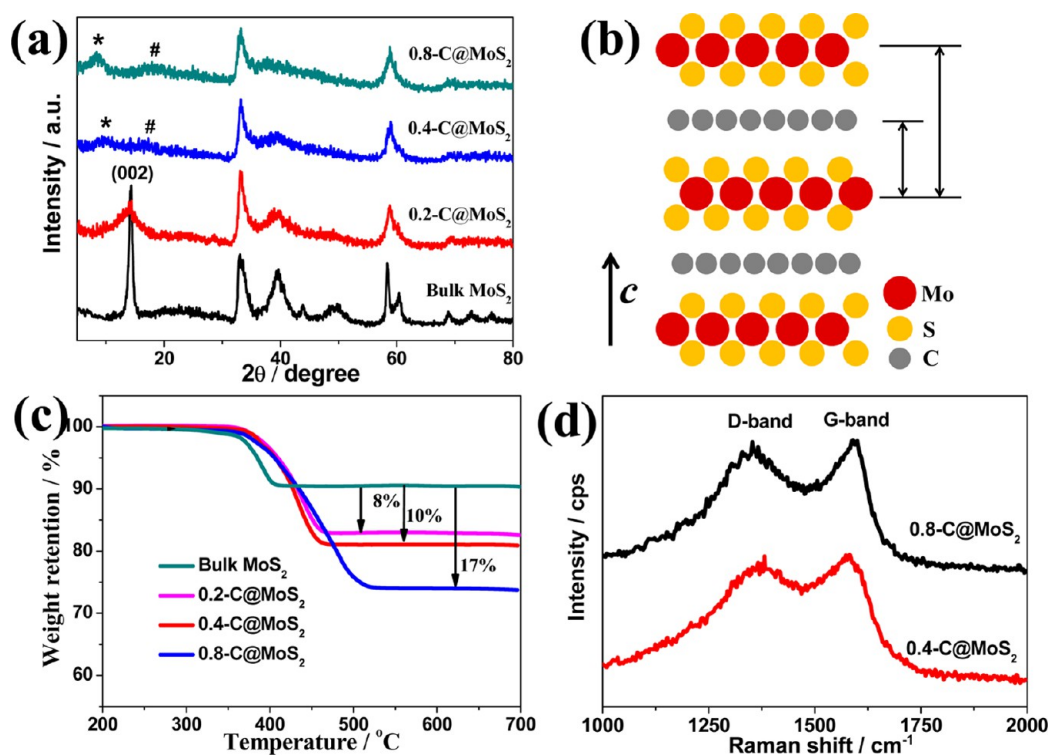 (a)
*
#
0.8-C@MoS2
*
#
0.4-C@MoS2
(002)
0.2-C@MoS2
Bulk MoS2
Intensity / a.u.
20 40 60 80
2θ / degree
(b)
c
Mo
S
C
(c)
100
90
80
70
60
Weight retention / %
8%
10%
17%
Bulk MoS2
0.2-C@MoS2
0.4-C@MoS2
0.8-C@MoS2
200 300 400 500 600 700
Temperature / °C
(d)
D-band G-band
0.8-C@MoS2
0.4-C@MoS2
Intensity / cps
1000 1250 1500 1750 2000
Raman shift / cm-1